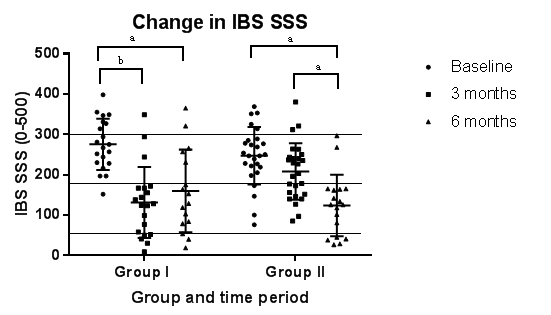 Change in IBS SSS
a
b
a
a
500
400
300
200
100
0
IBS SSS (0-500)
Group I
Group II
Group and time period
Baseline
3 months
6 months